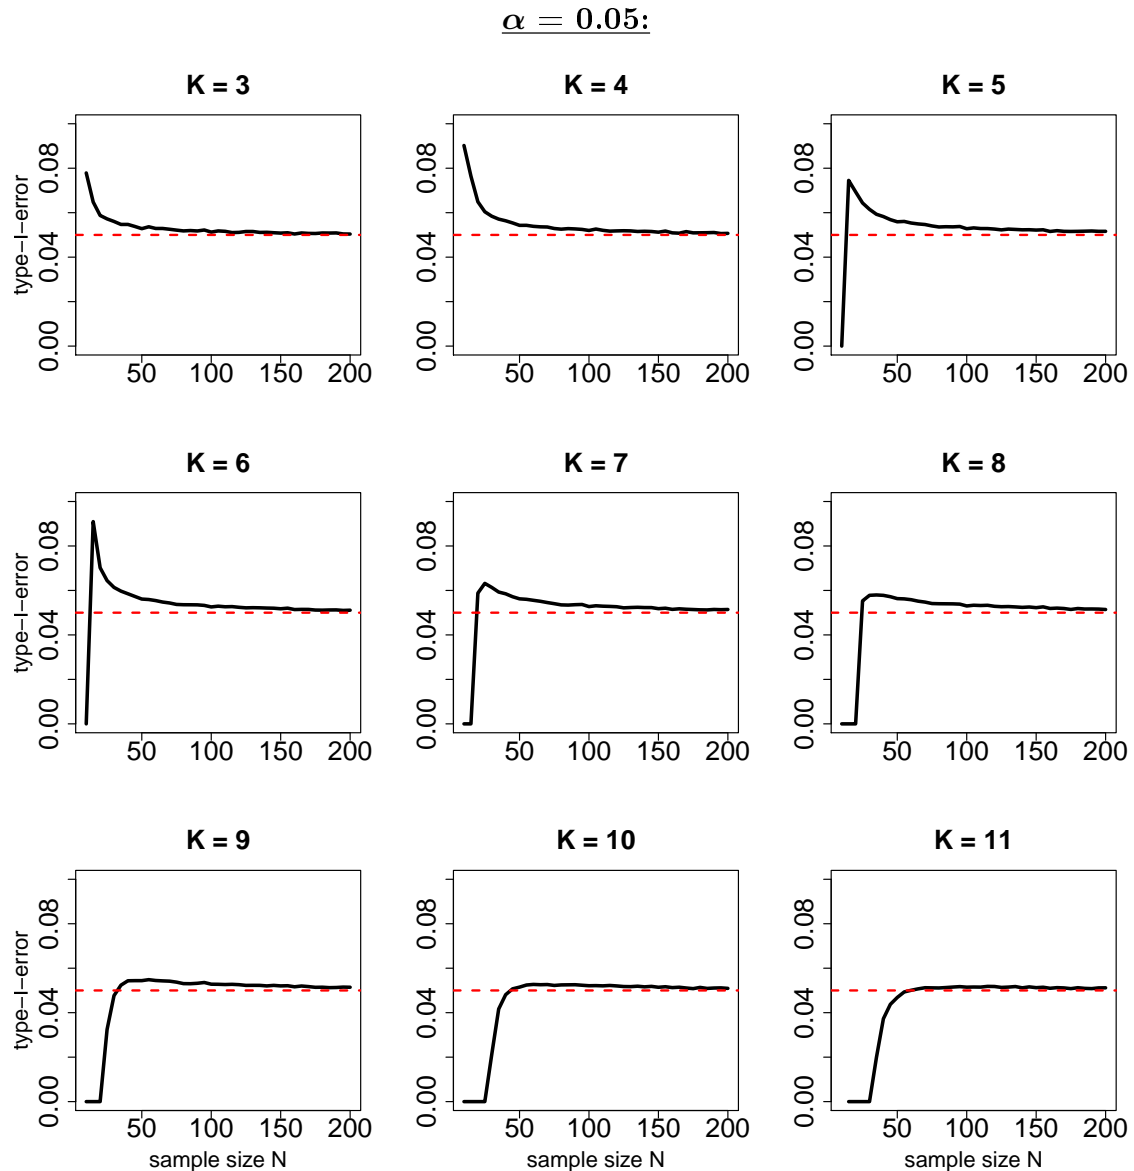 α = 0.05:
K = 3
K = 4
K = 5
type−I−error
0.00 0.04 0.08
0.00 0.04 0.08
0.00 0.04 0.08
50 100 150 200
50 100 150 200
50 100 150 200
K = 6
K = 7
K = 8
type−I−error
0.00 0.04 0.08
0.00 0.04 0.08
0.00 0.04 0.08
50 100 150 200
50 100 150 200
50 100 150 200
K = 9
K = 10
K = 11
type−I−error
0.00 0.04 0.08
0.00 0.04 0.08
0.00 0.04 0.08
50 100 150 200
50 100 150 200
50 100 150 200
sample size N
sample size N
sample size N